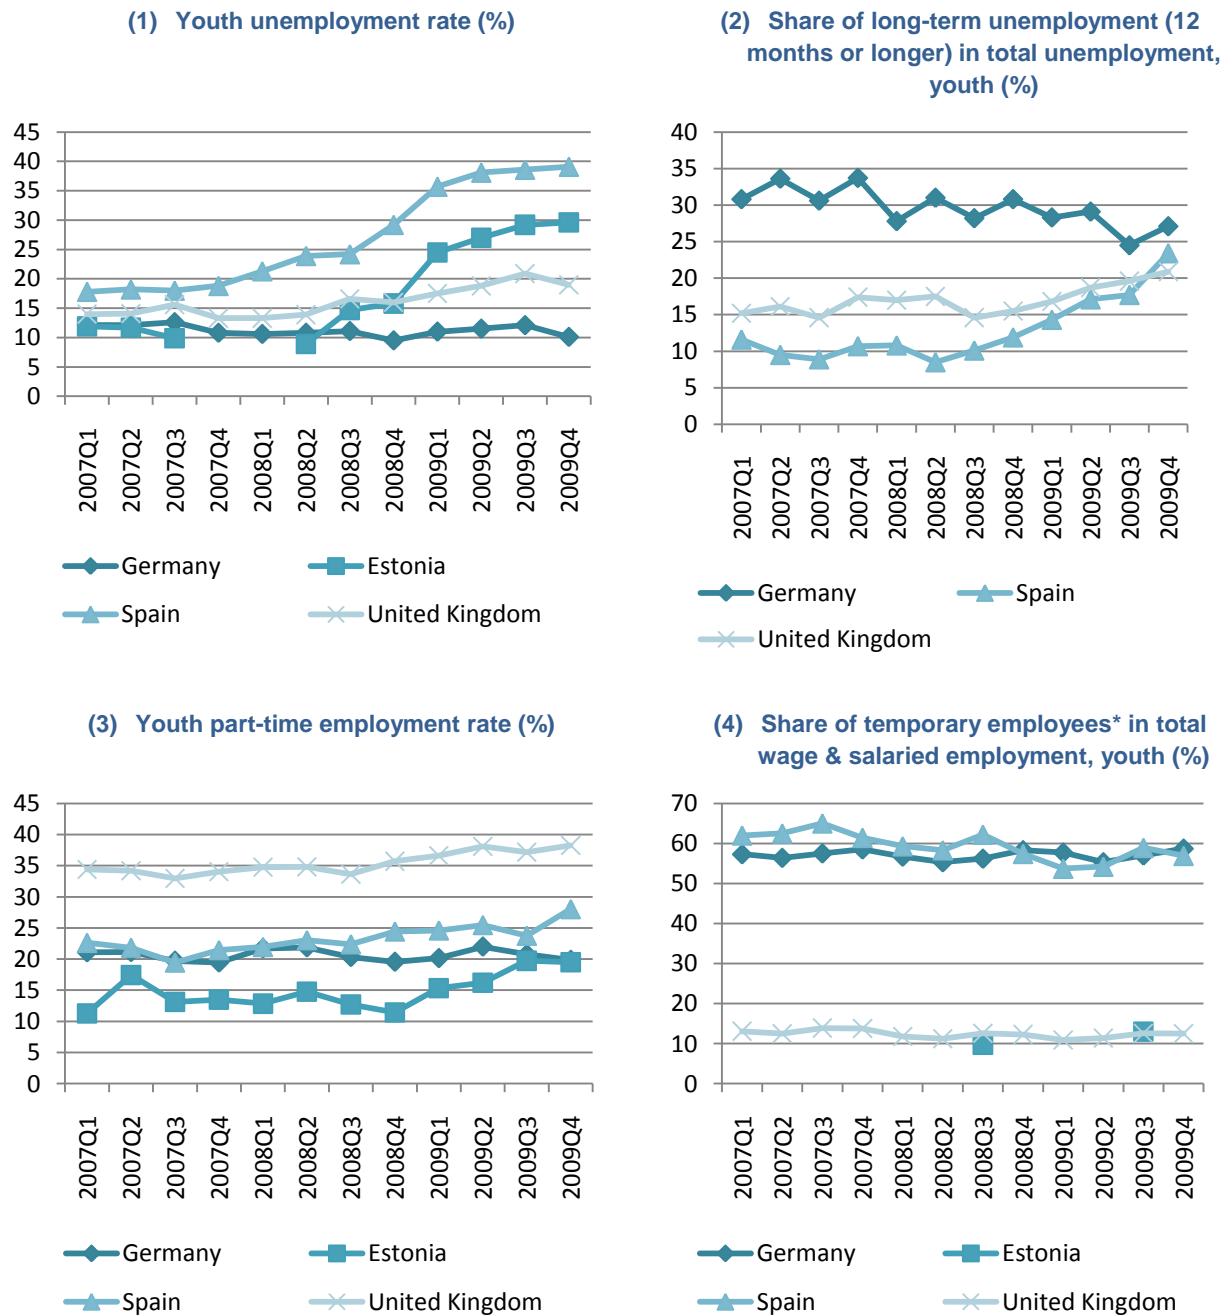 (1) Youth unemployment rate (%)
45
40
35
30
25
20
15
10
5
0
2007Q1
2007Q2
2007Q3
2007Q4
2008Q1
2008Q2
2008Q3
2008Q4
2009Q1
2009Q2
2009Q3
2009Q4
Germany
Estonia
Spain
United Kingdom
(2) Share of long-term unemployment (12
months or longer) in total unemployment,
youth (%)
40
35
30
25
20
15
10
5
0
2007Q1
2007Q2
2007Q3
2007Q4
2008Q1
2008Q2
2008Q3
2008Q4
2009Q1
2009Q2
2009Q3
2009Q4
Germany
Spain
United Kingdom
(3) Youth part-time employment rate (%)
45
40
35
30
25
20
15
10
5
0
2007Q1
2007Q2
2007Q3
2007Q4
2008Q1
2008Q2
2008Q3
2008Q4
2009Q1
2009Q2
2009Q3
2009Q4
Germany
Estonia
Spain
United Kingdom
(4) Share of temporary employees* in total
wage & salaried employment, youth (%)
70
60
50
40
30
20
10
0
2007Q1
2007Q2
2007Q3
2007Q4
2008Q1
2008Q2
2008Q3
2008Q4
2009Q1
2009Q2
2009Q3
2009Q4
Germany
Estonia
Spain
United Kingdom